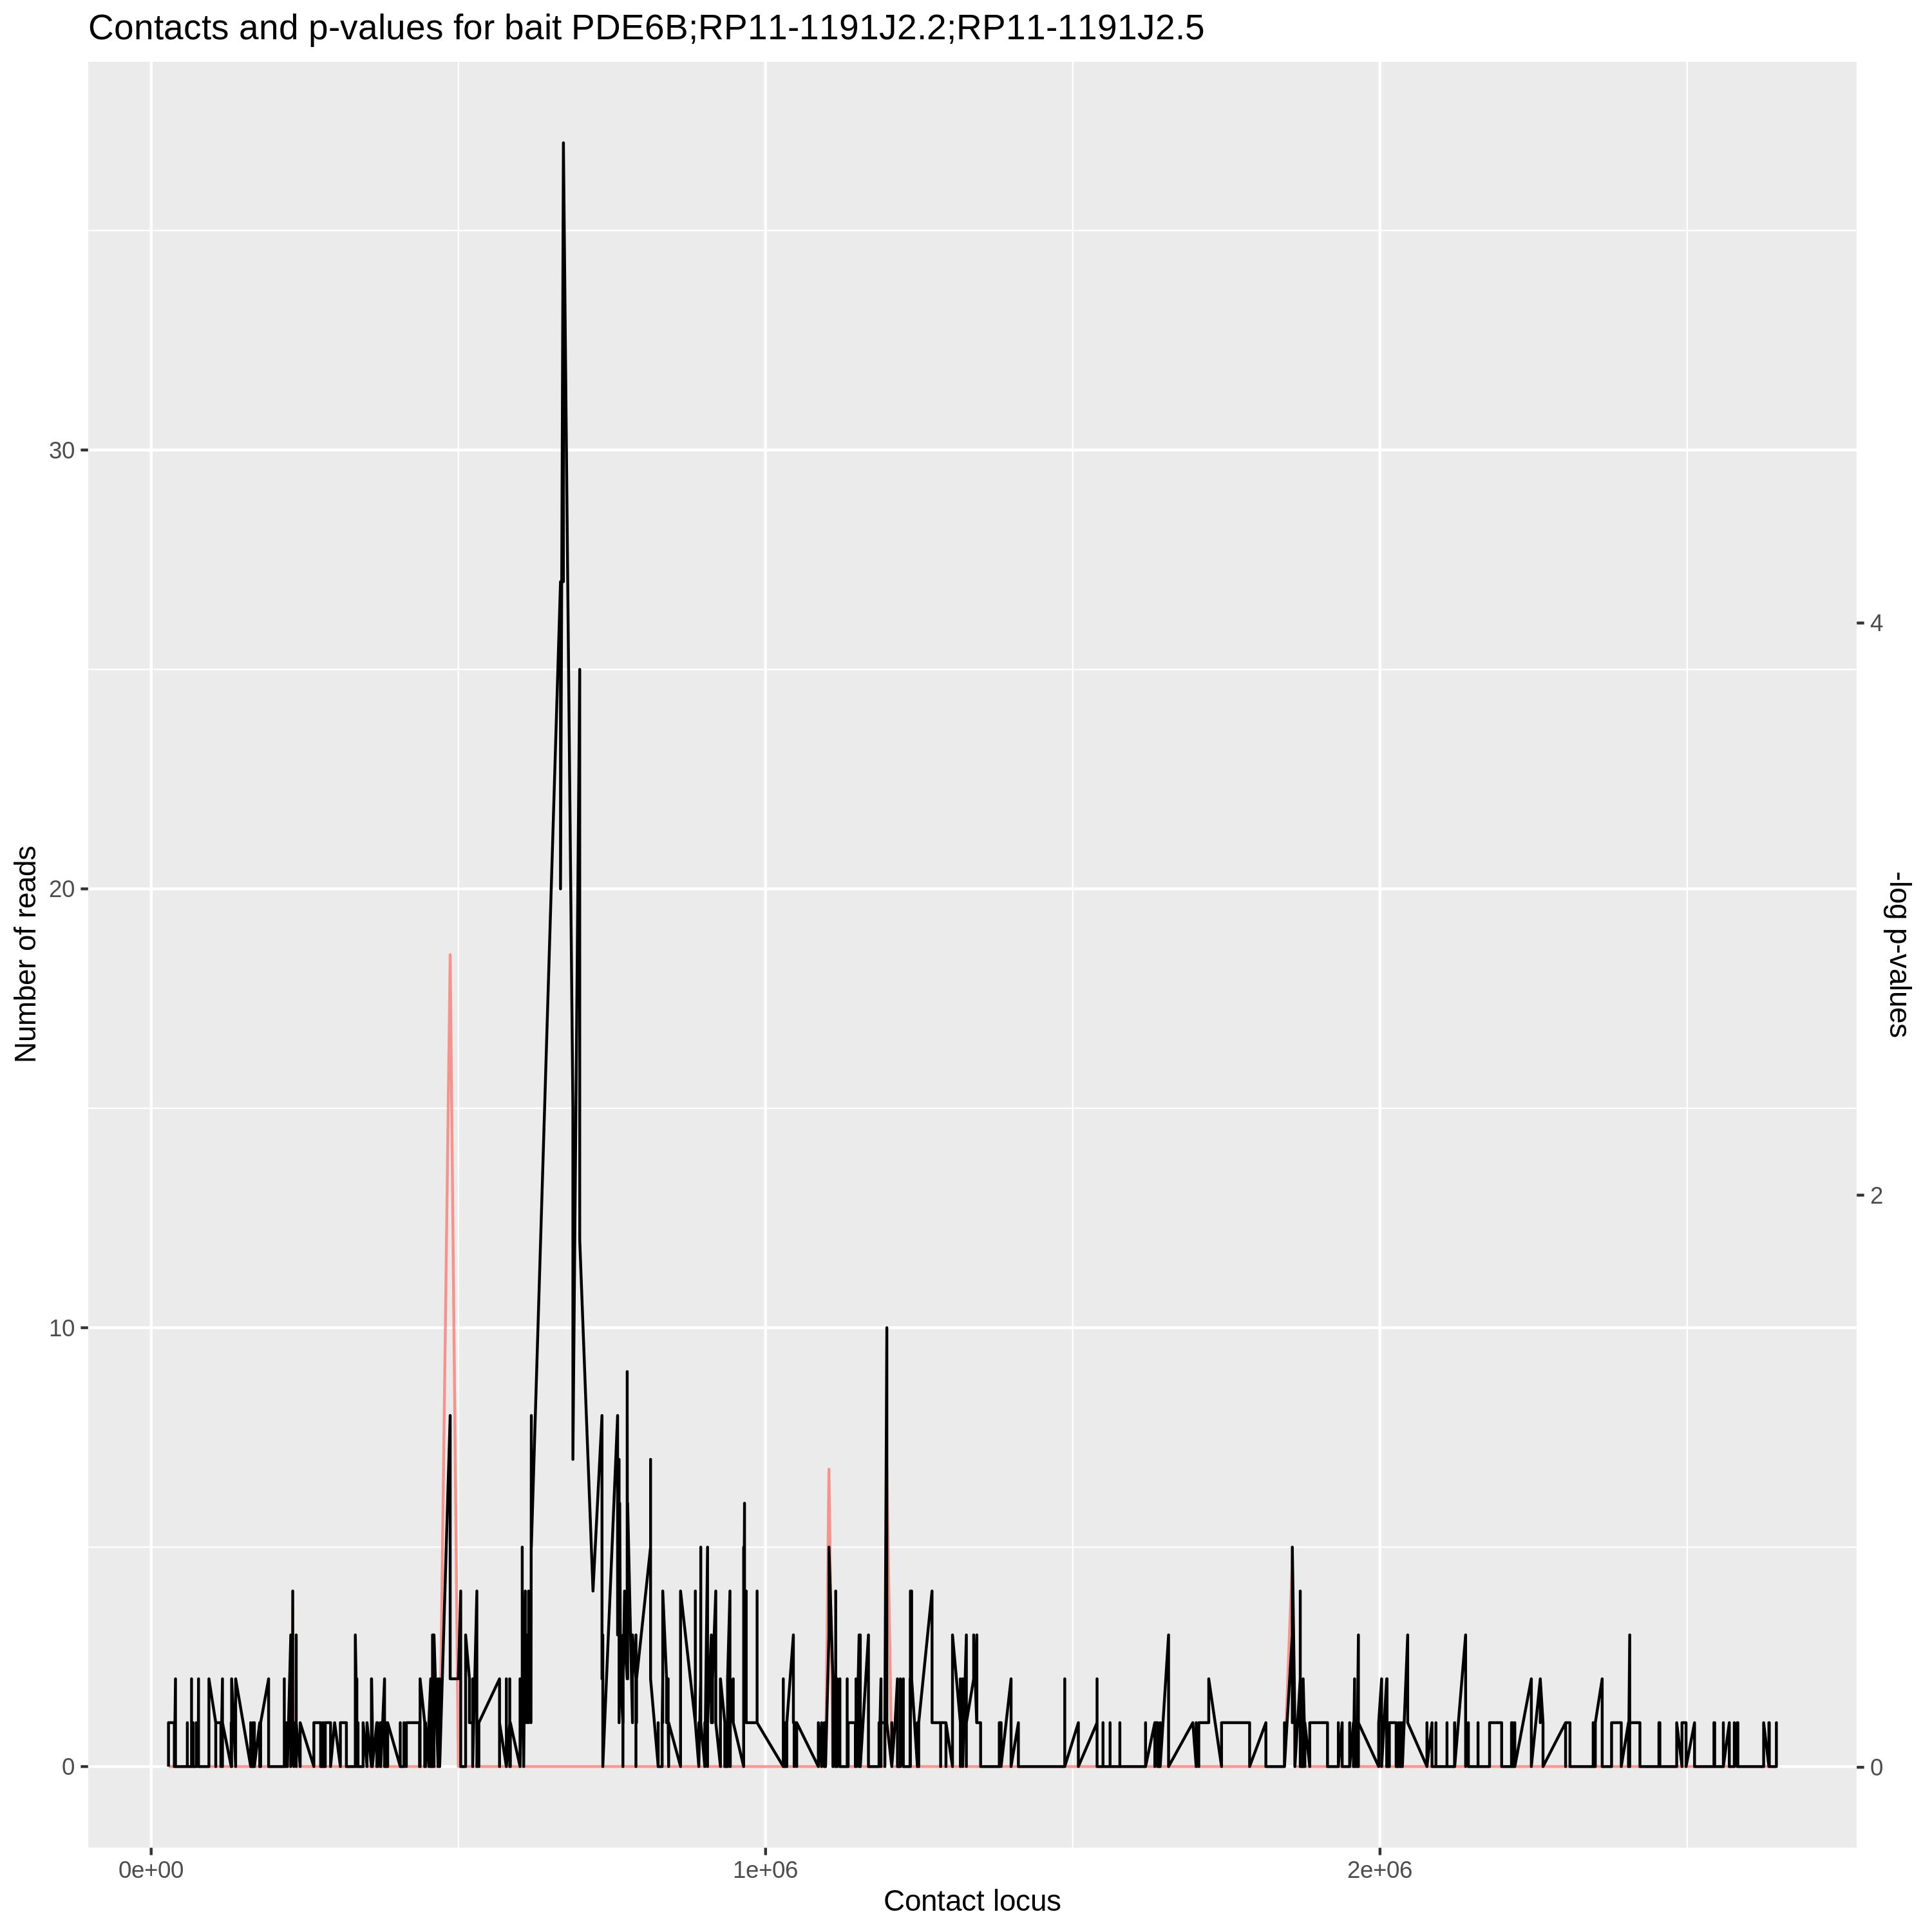 Contacts and p-values for bait PDE6B;RP11-1191J2.2;RP11-1191J2.5
Number of reads
30
20
10
0
4
2
0
-log p-values
0e+00
1e+06
2e+06
Contact locus